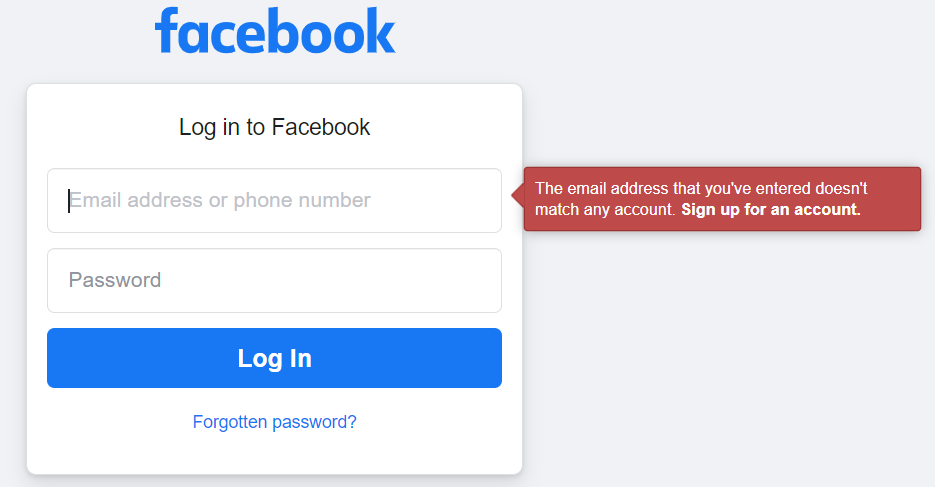 facebook
Log in to Facebook
Email address or phone number
The email address that you've entered doesn't
match any account. Sign up for an account.
Password
Log In
Forgotten password?